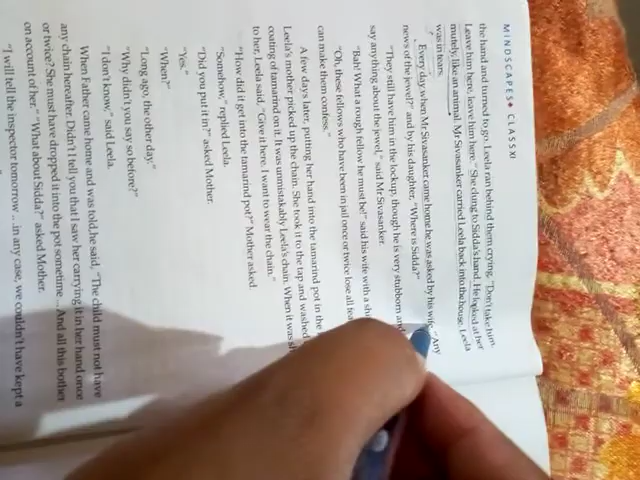 MINDSCAPES CLASS XI
the hand and turned to go. Leela ran behind them crying, "Don't take him.
Leave him here, leave him here." She clung to Sidda's hand. He looked at her
mutely, like an animal. Mr Sivasanker carried Leela back into the house. Leela
was in tears.
Every day when Mr Sivasanker came home he was asked by his wife, "Any
news of the jewel?" and by his daughter, "Where is Sidda?"
"They still have him in the lockup, though he is very stubborn and
say anything about the jewel," said Mr Sivasanker.
"Bah! What a rough fellow he must be!" said his wife with a
"Oh, these fellows who have been in jail once or twice lose all
can make them confess."
A few days later, putting her hand into the tamarind pot in the
Leela's mother picked up the chain. She took it to the tap and washed
coating of tamarind on it. It was unmistakably Leela's chain. When it was
to her, Leela said, "Give it here. I want to wear the chain."
"How did it get into the tamarind pot?" Mother asked.
"Somehow," replied Leela.
"Did you put it in?" asked Mother.
"Yes."
"When?"
"Long ago, the other day."
"Why didn't you say so before?"
"I don't know," said Leela.
When Father came home and was told, he said, "The child must not have
any chain hereafter. Didn't I tell you that I saw her carrying it in her hand once
or twice? She must have dropped it into the pot sometime ... And all this bother
on account of her." "What about Sidda?" asked Mother.
"I will tell the inspector tomorrow ... in any case, we couldn't have kept a